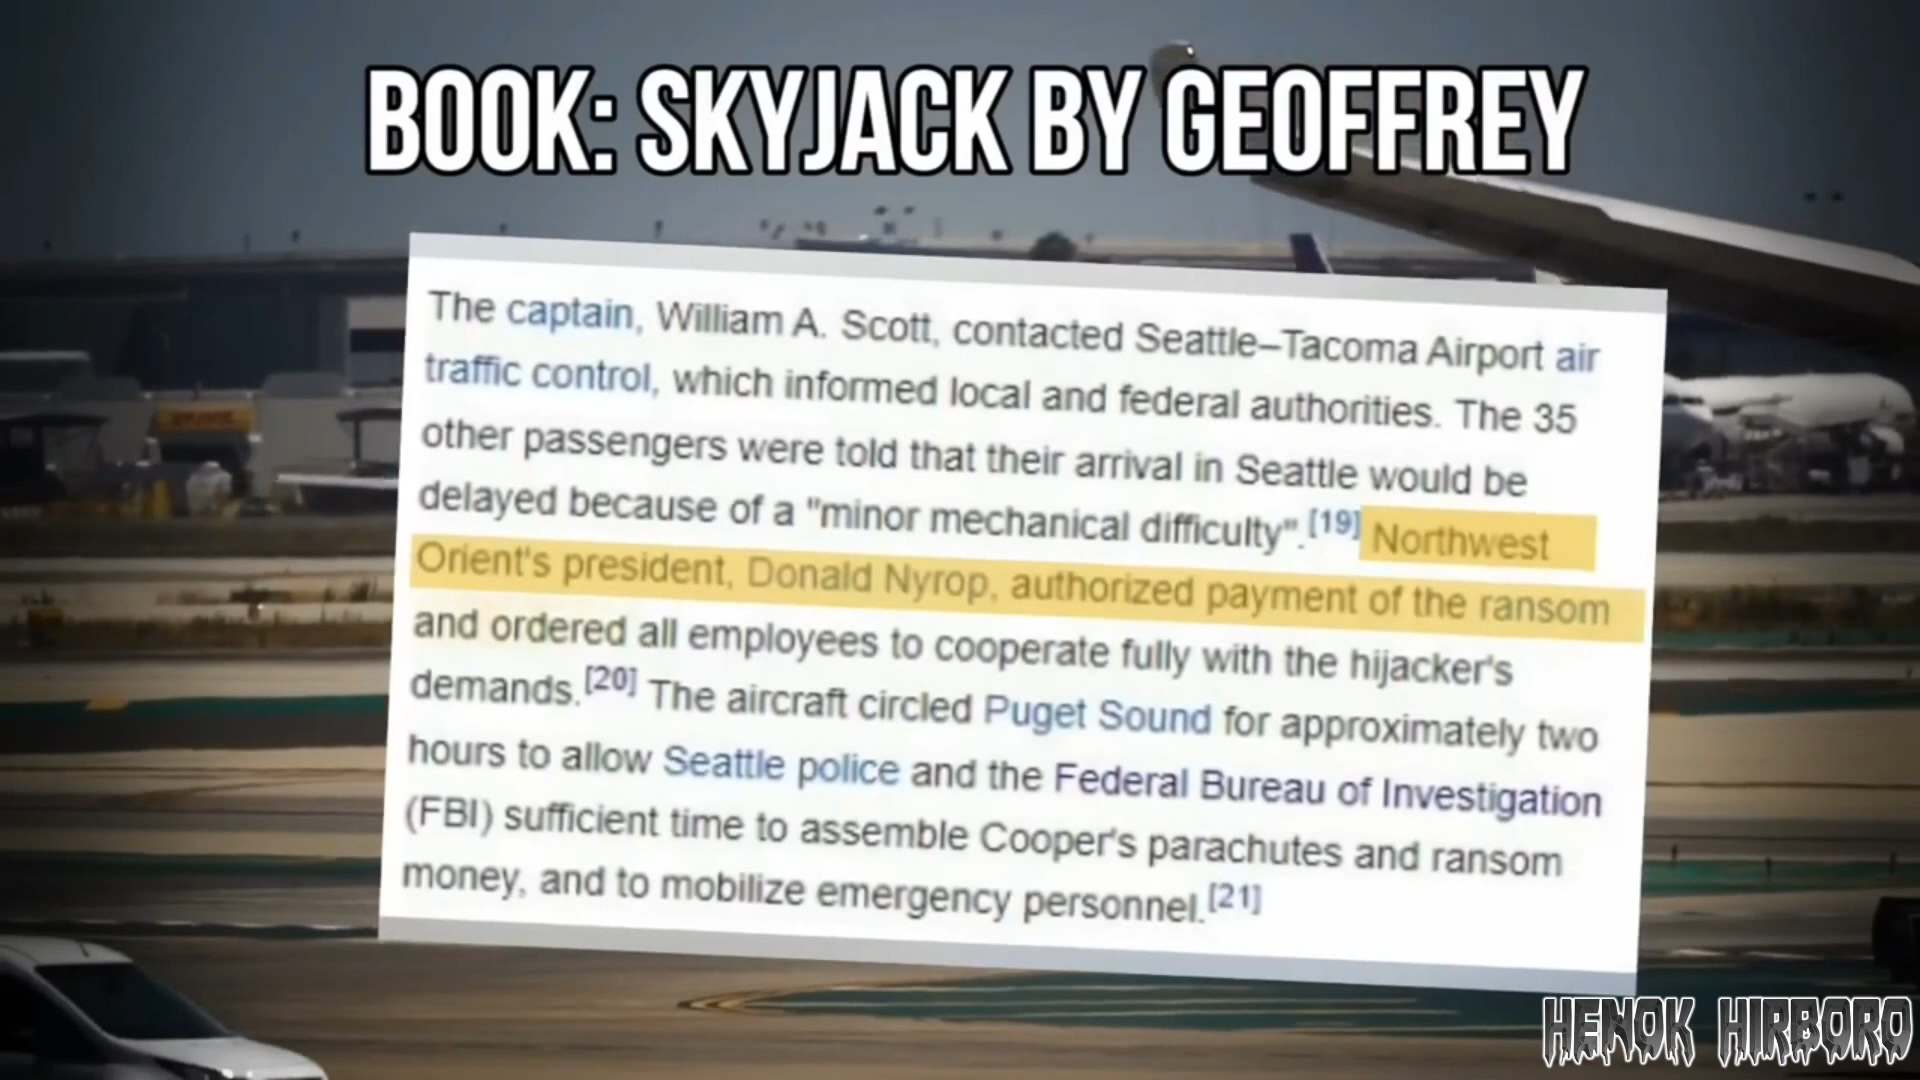 BOOK: SKYJACK BY GEOFFREY
The captain, William A. Scott, contacted Seattle–Tacoma Airport air
traffic control, which informed local and federal authorities. The 35
other passengers were told that their arrival in Seattle would be
delayed because of a "minor mechanical difficulty".[19] Northwest
Orient's president, Donald Nyrop, authorized payment of the ransom
and ordered all employees to cooperate fully with the hijacker's
demands.[20] The aircraft circled Puget Sound for approximately two
hours to allow Seattle police and the Federal Bureau of Investigation
(FBI) sufficient time to assemble Cooper's parachutes and ransom
money, and to mobilize emergency personnel.[21]
HENOK HIRBORO